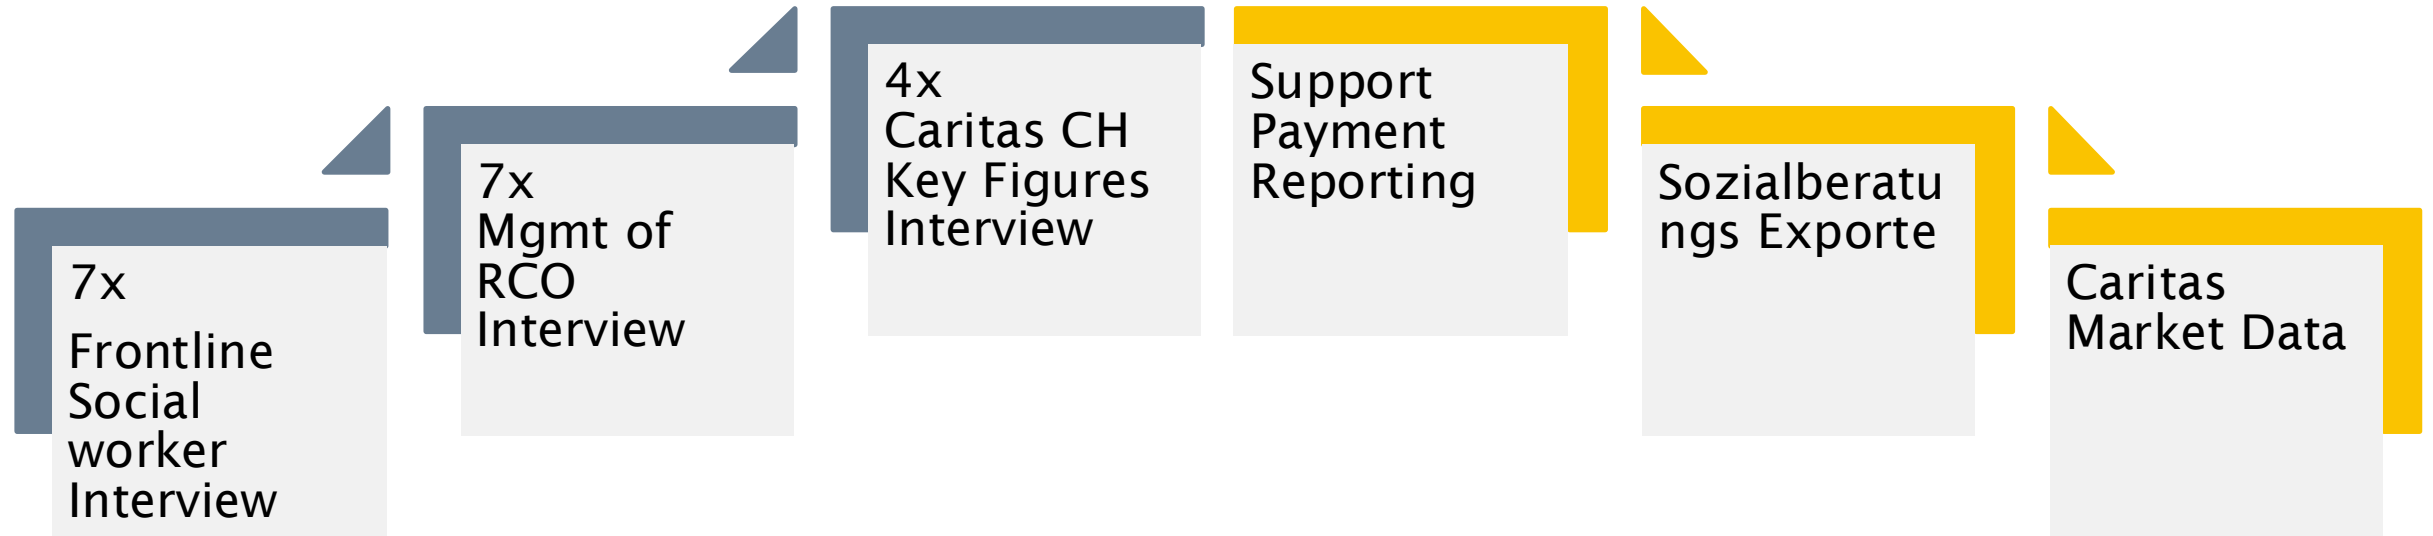 7x
Frontline
Social
worker
Interview
7x
Mgmt of
RCO
Interview
4x
Caritas CH
Key Figures
Interview
Support
Payment
Reporting
Sozialberatu
ngs Exporte
Caritas
Market Data